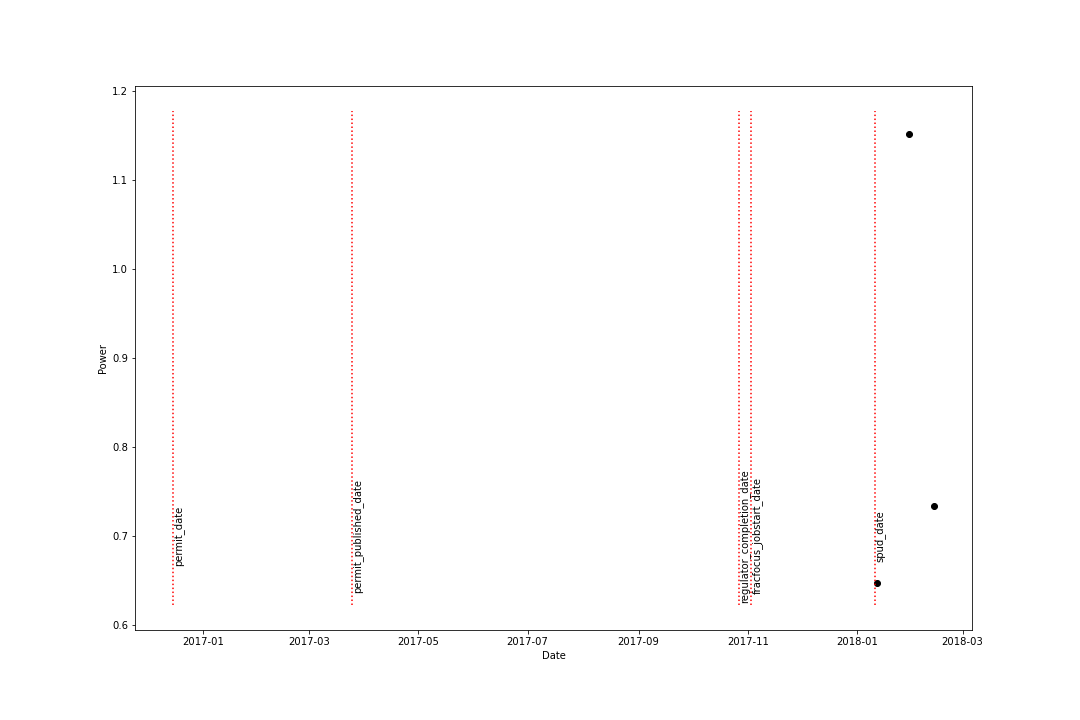 1.2
1.1
1.0
0.9
0.8
0.7
0.6
Power
permit_date
permit_published_date
regulator_completion_date
fracfocus_jobstart_date
spud_date
2017-01
2017-03
2017-05
2017-07
2017-09
2017-11
2018-01
2018-03
Date